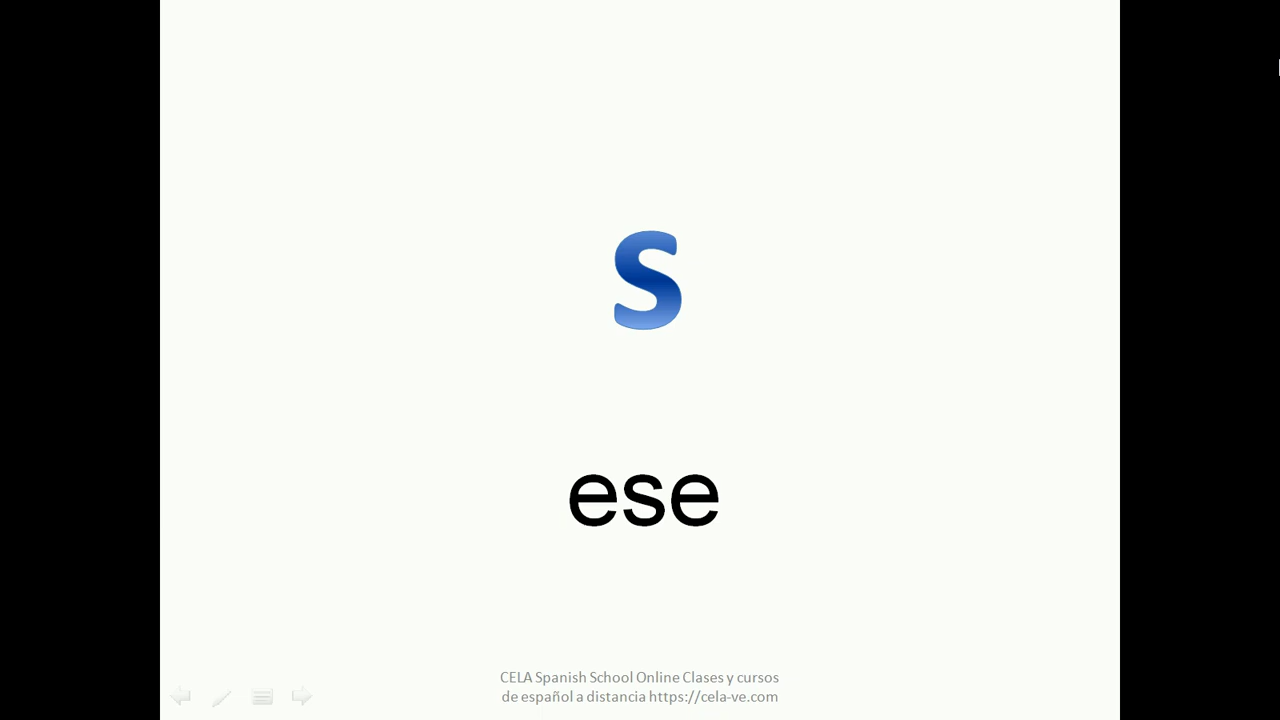 s
ese
CELA Spanish School Online Clases y cursos
de español a distancia https://cela-ve.com